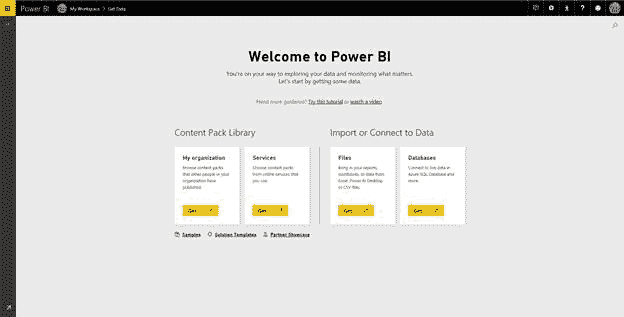 Power BI My Workspace > Get Data
Welcome to Power BI
You're on your way to exploring your data and monitoring what matters.
Let's start by getting some data.
Need more guidance? Try this tutorial or watch a video
Content Pack Library
Import or Connect to Data
My organization
Browse content packs
that other people in your
organization have
published.
Get
Services
Choose content packs
from online services that
you use.
Get
Files
Bring in your reports,
workbooks, or data from
Excel, Power BI Desktop
or CSV files.
Get
Databases
Connect to live data in
Azure SQL Database and
more.
Get
Samples Solution Templates Partner Showcase